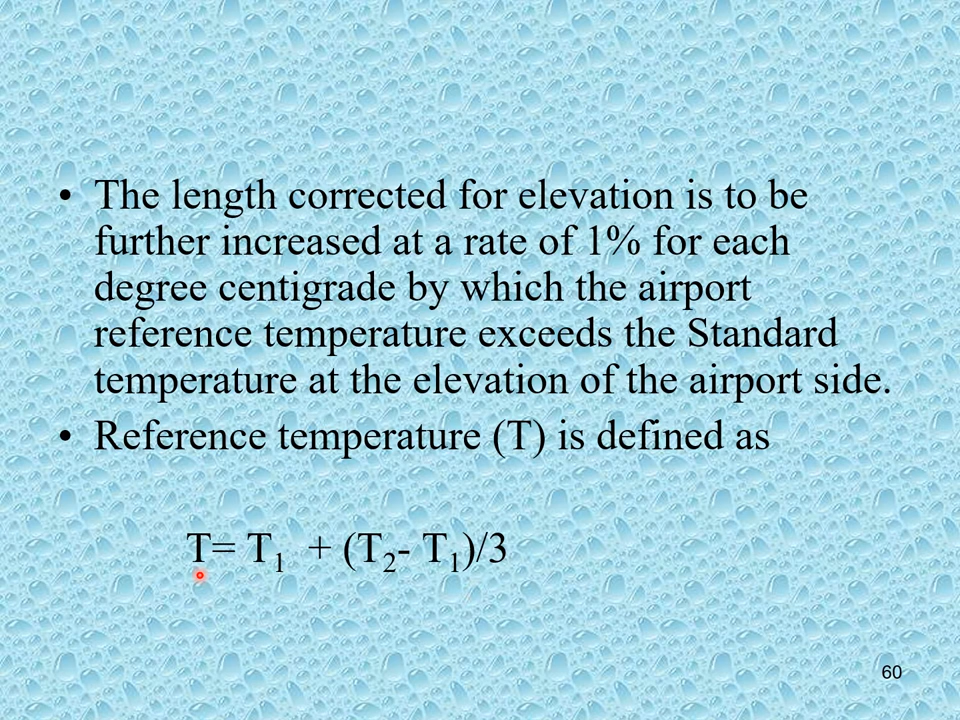 • The length corrected for elevation is to be
further increased at a rate of 1% for each
degree centigrade by which the airport
reference temperature exceeds the Standard
temperature at the elevation of the airport side.
• Reference temperature (T) is defined as
T= T₁ + (T₂- T₁)/3
60